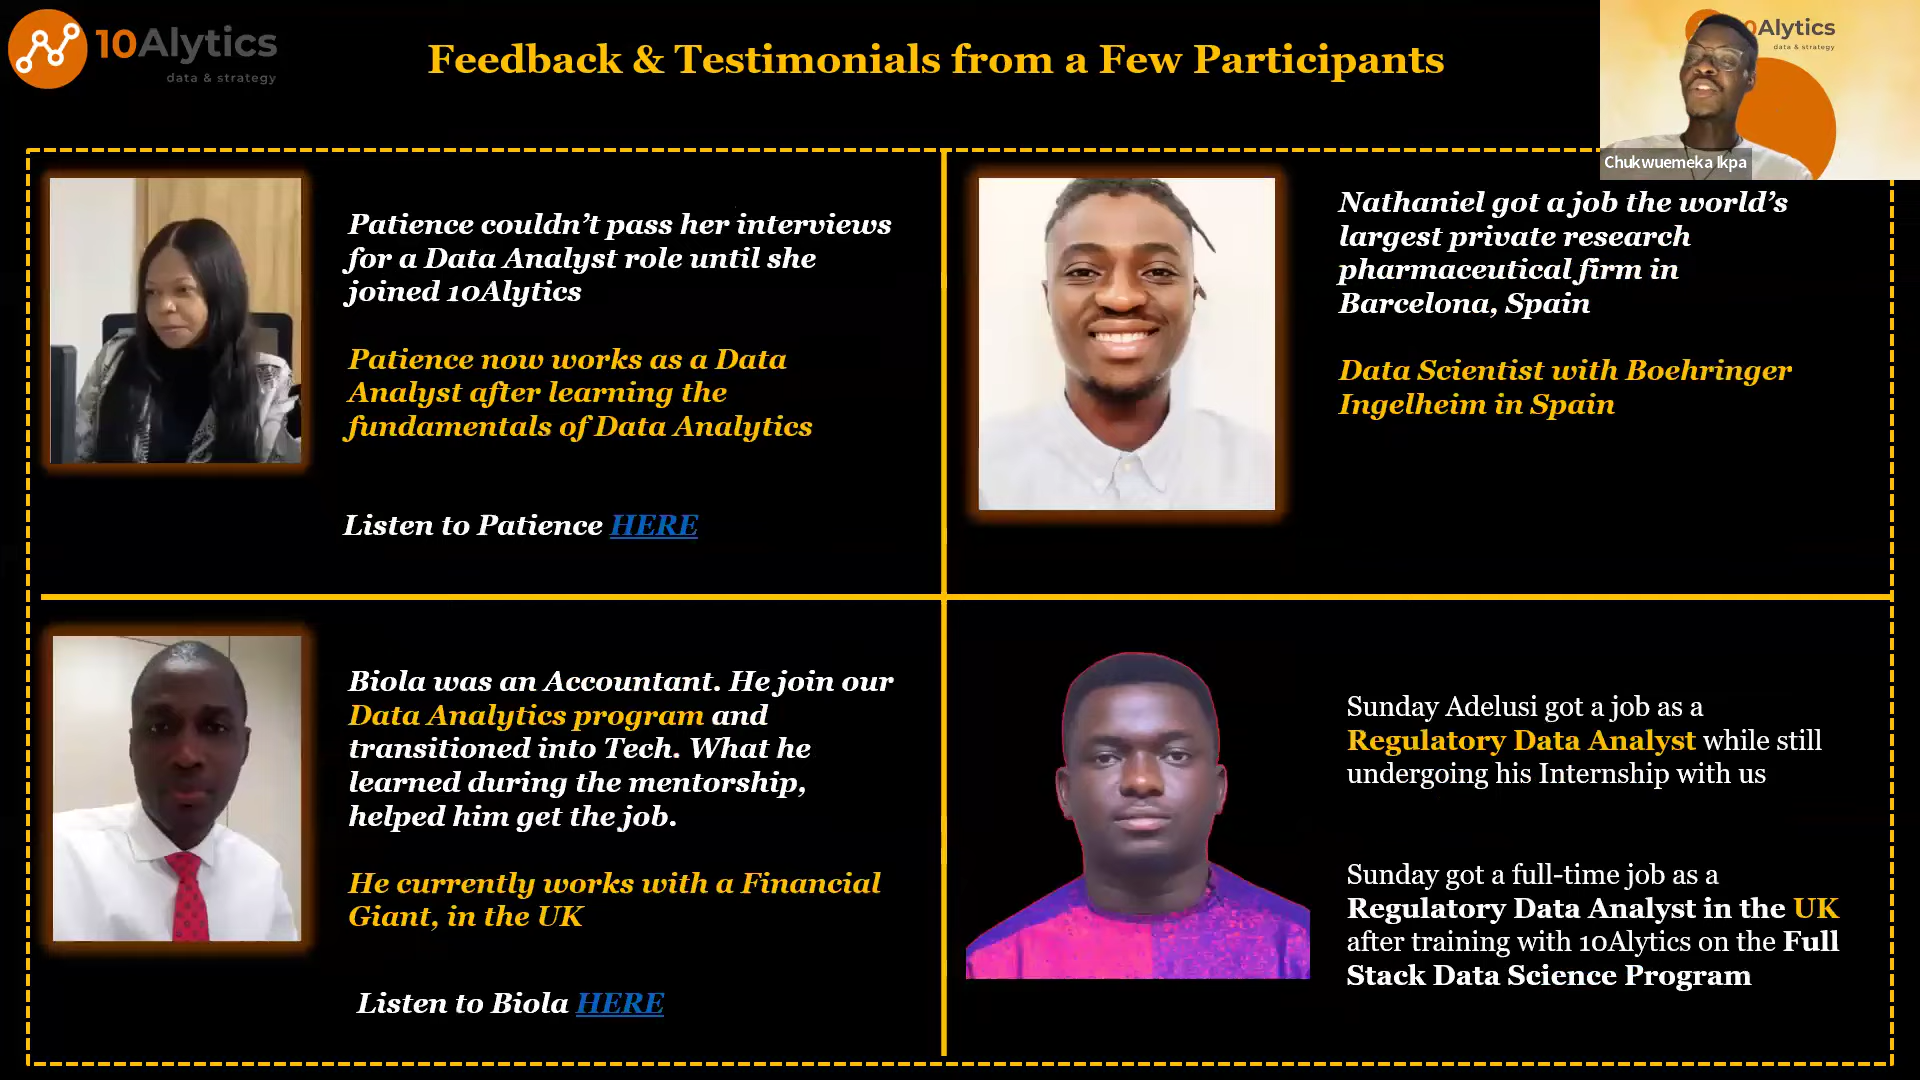 10Alytics
data & strategy
Feedback & Testimonials from a Few Participants
10Alytics
data & strategy
Chukwuemeka Ikpa
Patience couldn’t pass her interviews
for a Data Analyst role until she
joined 10Alytics
Patience now works as a Data
Analyst after learning the
fundamentals of Data Analytics
Listen to Patience HERE
Nathaniel got a job the world’s
largest private research
pharmaceutical firm in
Barcelona, Spain
Data Scientist with Boehringer
Ingelheim in Spain
Biola was an Accountant. He join our
Data Analytics program and
transitioned into Tech. What he
learned during the mentorship,
helped him get the job.
He currently works with a Financial
Giant, in the UK
Listen to Biola HERE
Sunday Adelusi got a job as a
Regulatory Data Analyst while still
undergoing his Internship with us
Sunday got a full-time job as a
Regulatory Data Analyst in the UK
after training with 10Alytics on the Full
Stack Data Science Program